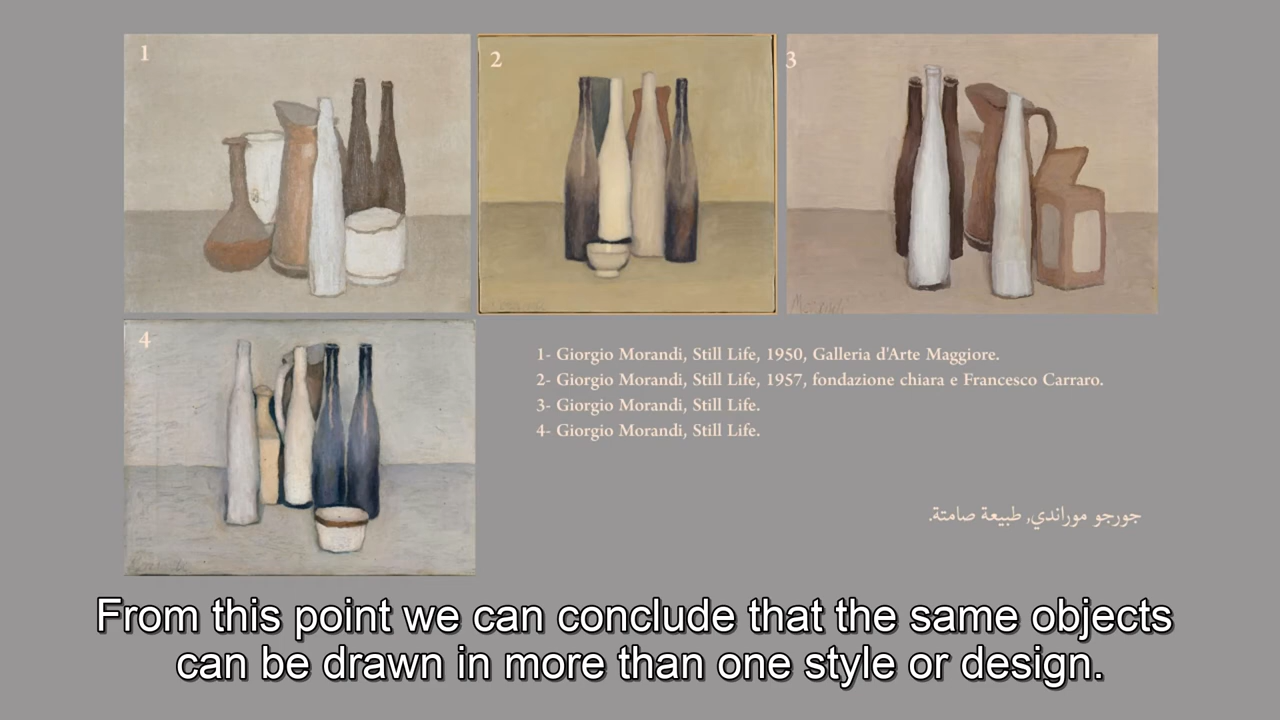 1
2
3
4
1- Giorgio Morandi, Still Life, 1950, Galleria d'Arte Maggiore.
2- Giorgio Morandi, Still Life, 1957, fondazione chiara e Francesco Carraro.
3- Giorgio Morandi, Still Life.
4- Giorgio Morandi, Still Life.
جورجو موراندي, طبيعة صامتة.
From this point we can conclude that the same objects
can be drawn in more than one style or design.